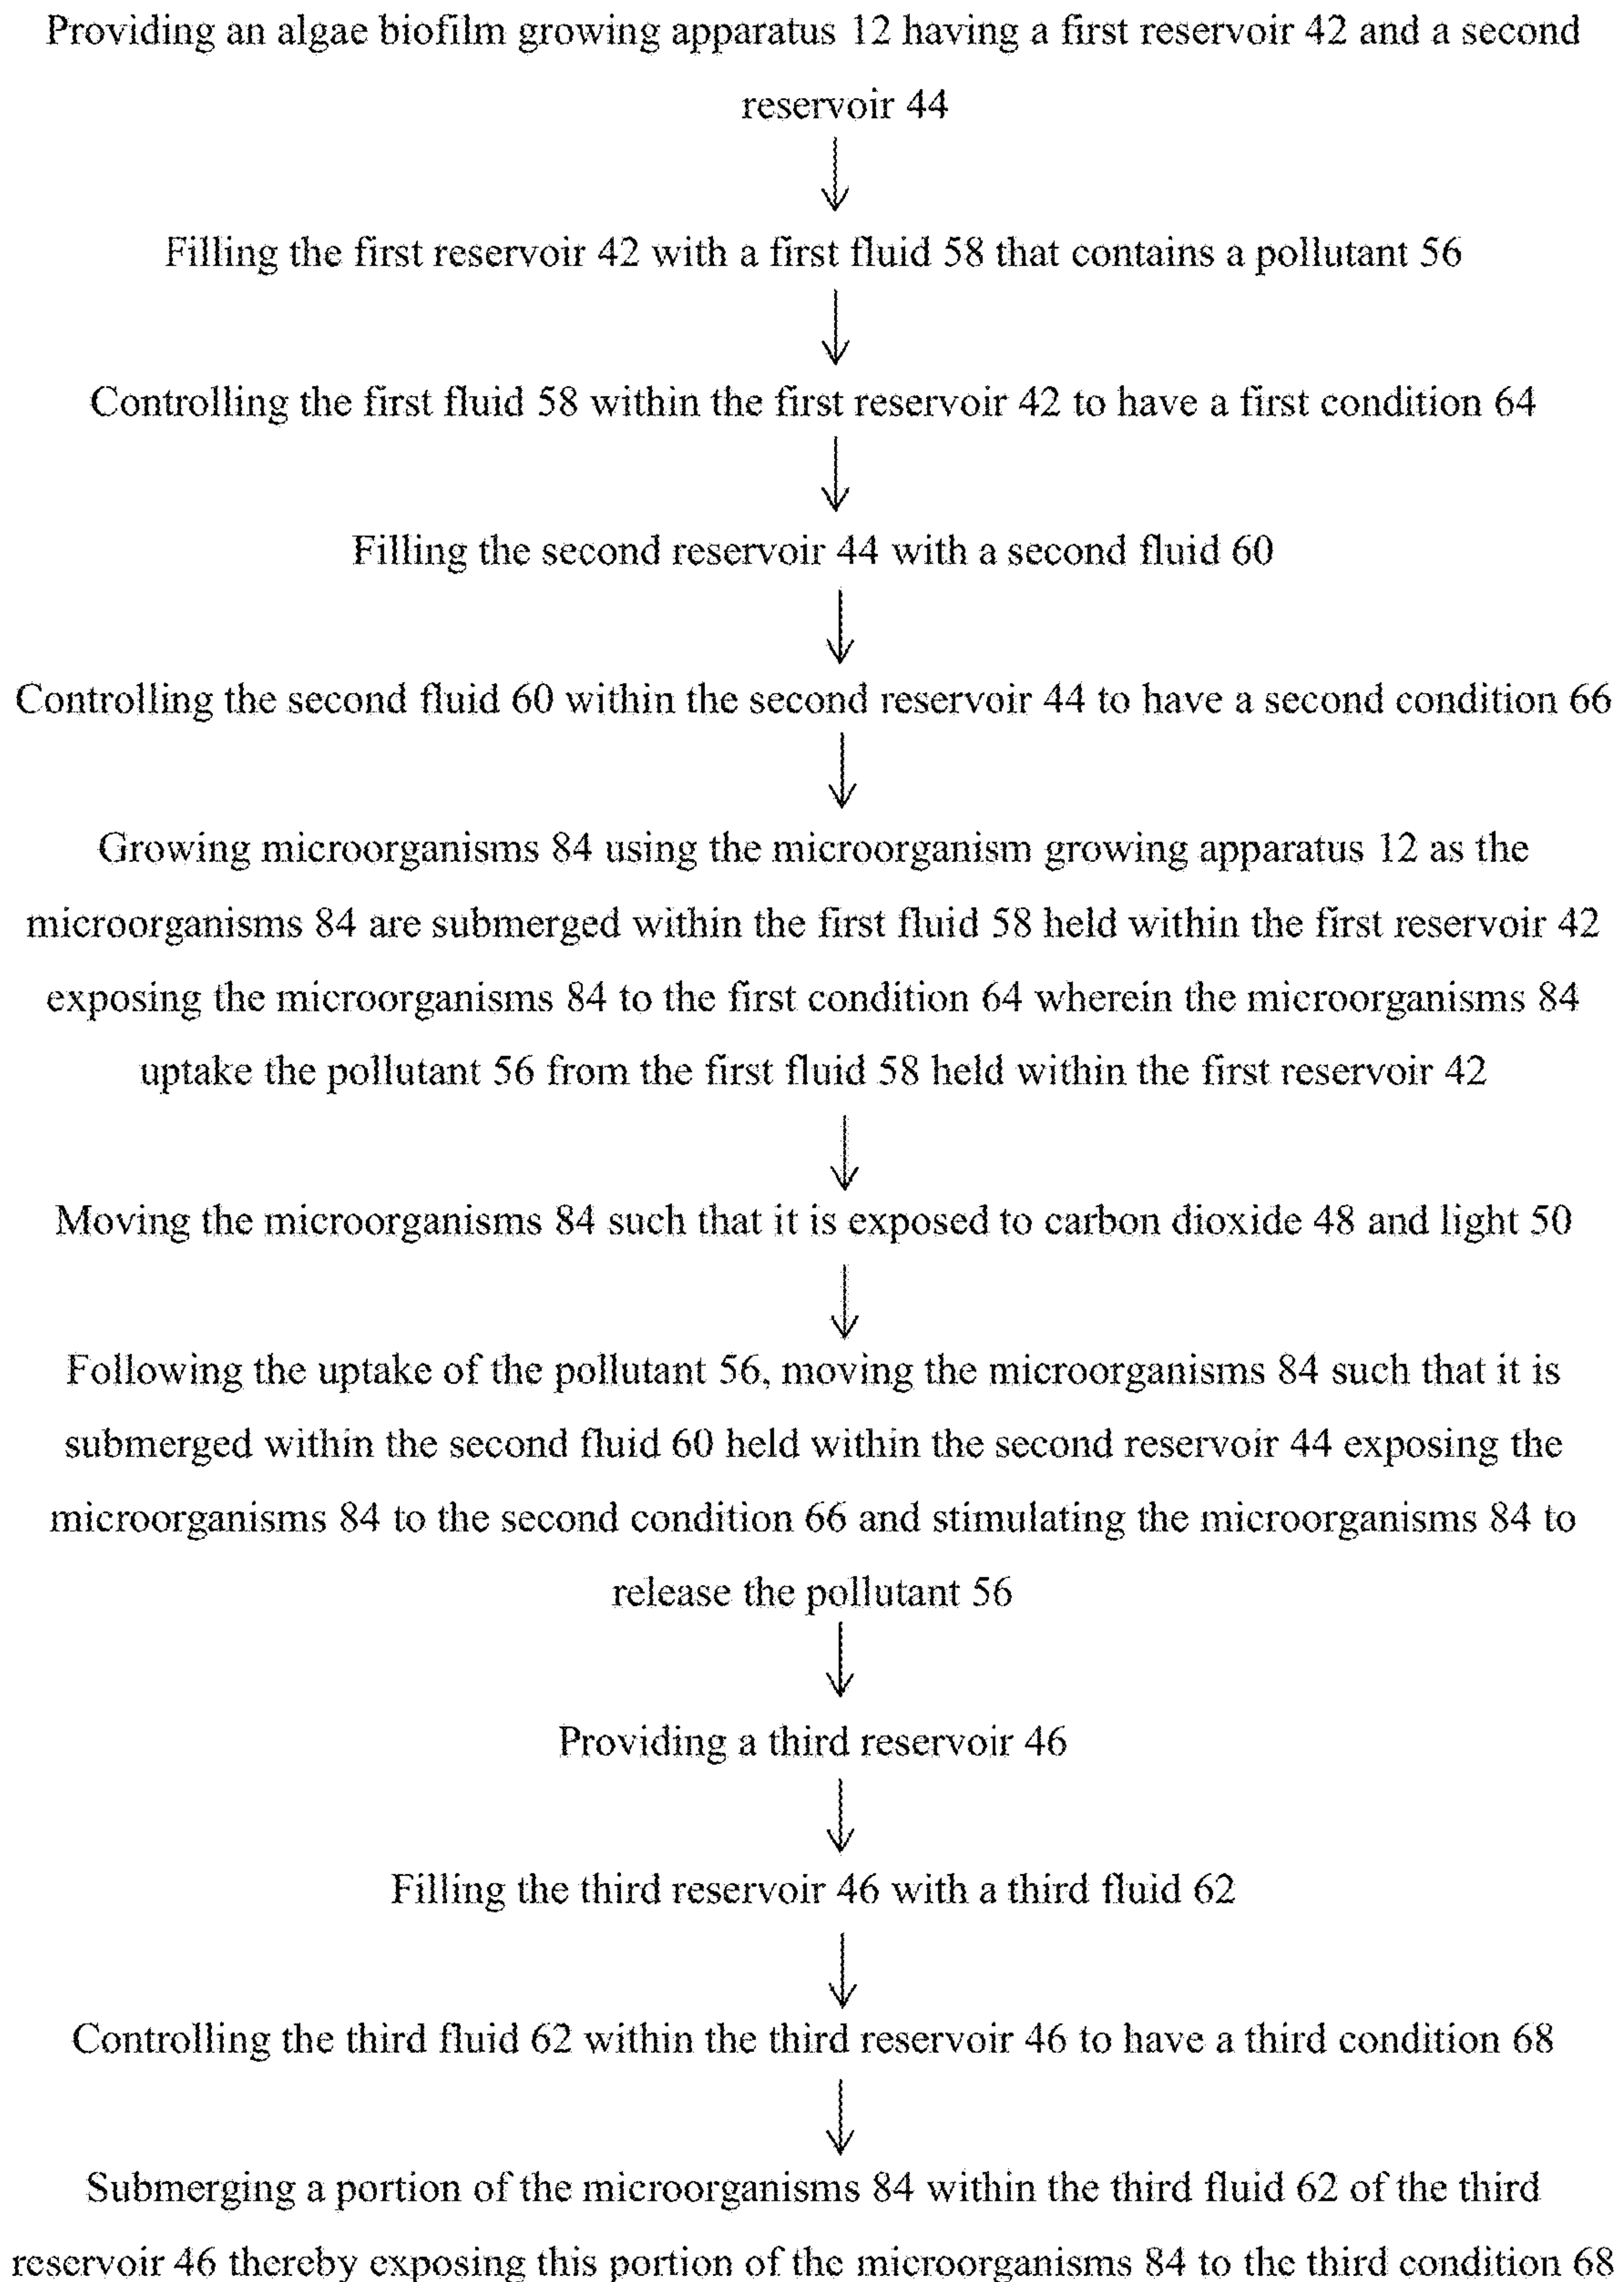 Providing an algae biofilm growing apparatus 12 having a first reservoir 42 and a second
reservoir 44
Filling the first reservoir 42 with a first fluid 58 that contains a pollutant 56
Controlling the first fluid 58 within the first reservoir 42 to have a first condition 64
Filling the second reservoir 44 with a second fluid 60
Controlling the second fluid 60 within the second reservoir 44 to have a second condition 66
Growing microorganisms 84 using the microorganism growing apparatus 12 as the
microorganisms 84 are submerged within the first fluid 58 held within the first reservoir 42
exposing the microorganisms 84 to the first condition 64 wherein the microorganisms 84
uptake the pollutant 56 from the first fluid 58 held within the first reservoir 42
Moving the microorganisms 84 such that it is exposed to carbon dioxide 48 and light 50
Following the uptake of the pollutant 56, moving the microorganisms 84 such that it is
submerged within the second fluid 60 held within the second reservoir 44 exposing the
microorganisms 84 to the second condition 66 and stimulating the microorganisms 84 to
release the pollutant 56
Providing a third reservoir 46
Filling the third reservoir 46 with a third fluid 62
Controlling the third fluid 62 within the third reservoir 46 to have a third condition 68
Submerging a portion of the microorganisms 84 within the third fluid 62 of the third
reservoir 46 thereby exposing this portion of the microorganisms 84 to the third condition 68